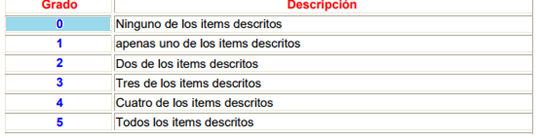 Grado Descripción
0 Ninguno de los items descritos
1 apenas uno de los items descritos
2 Dos de los items descritos
3 Tres de los items descritos
4 Cuatro de los items descritos
5 Todos los items descritos